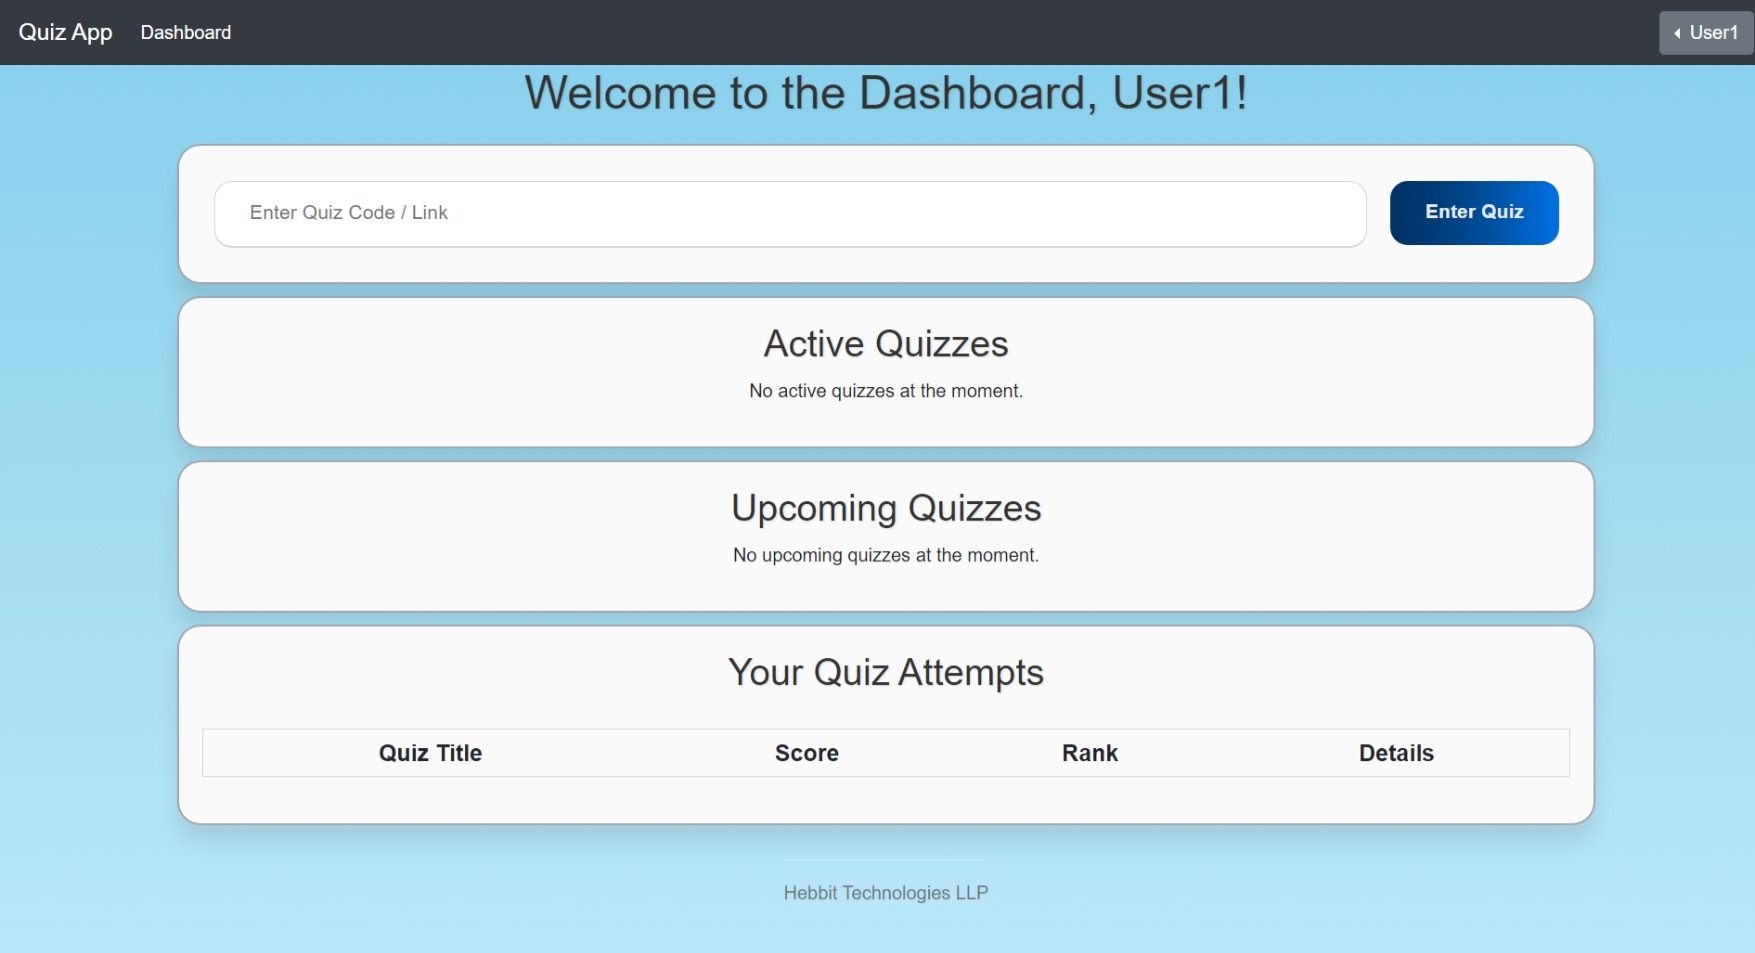 Quiz App Dashboard User1
Welcome to the Dashboard, User1!
Enter Quiz Code / Link Enter Quiz
Active Quizzes
No active quizzes at the moment.
Upcoming Quizzes
No upcoming quizzes at the moment.
Your Quiz Attempts
Quiz Title Score Rank Details
Hebbit Technologies LLP